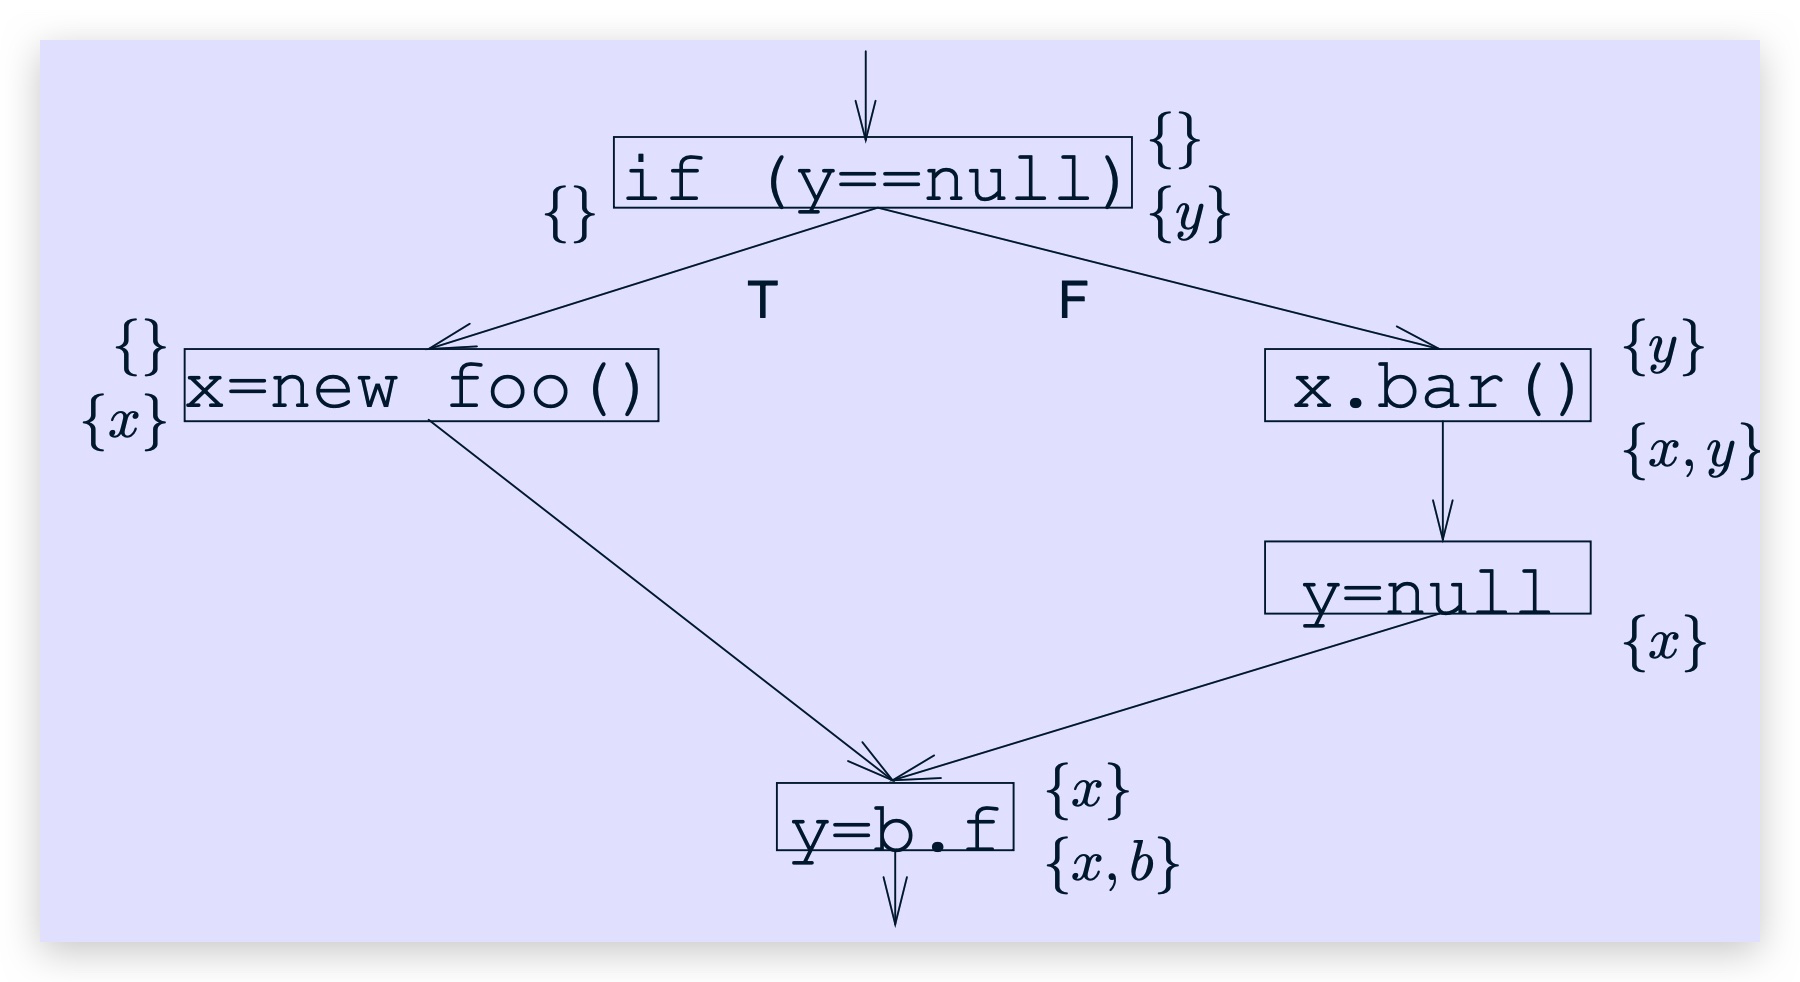 {}
if (y==null)
{} {y}
T F
{} {y}
x=new foo() x.bar()
{x} {x, y}
y=null
{x}
{x}
y=b.f
{x, b}